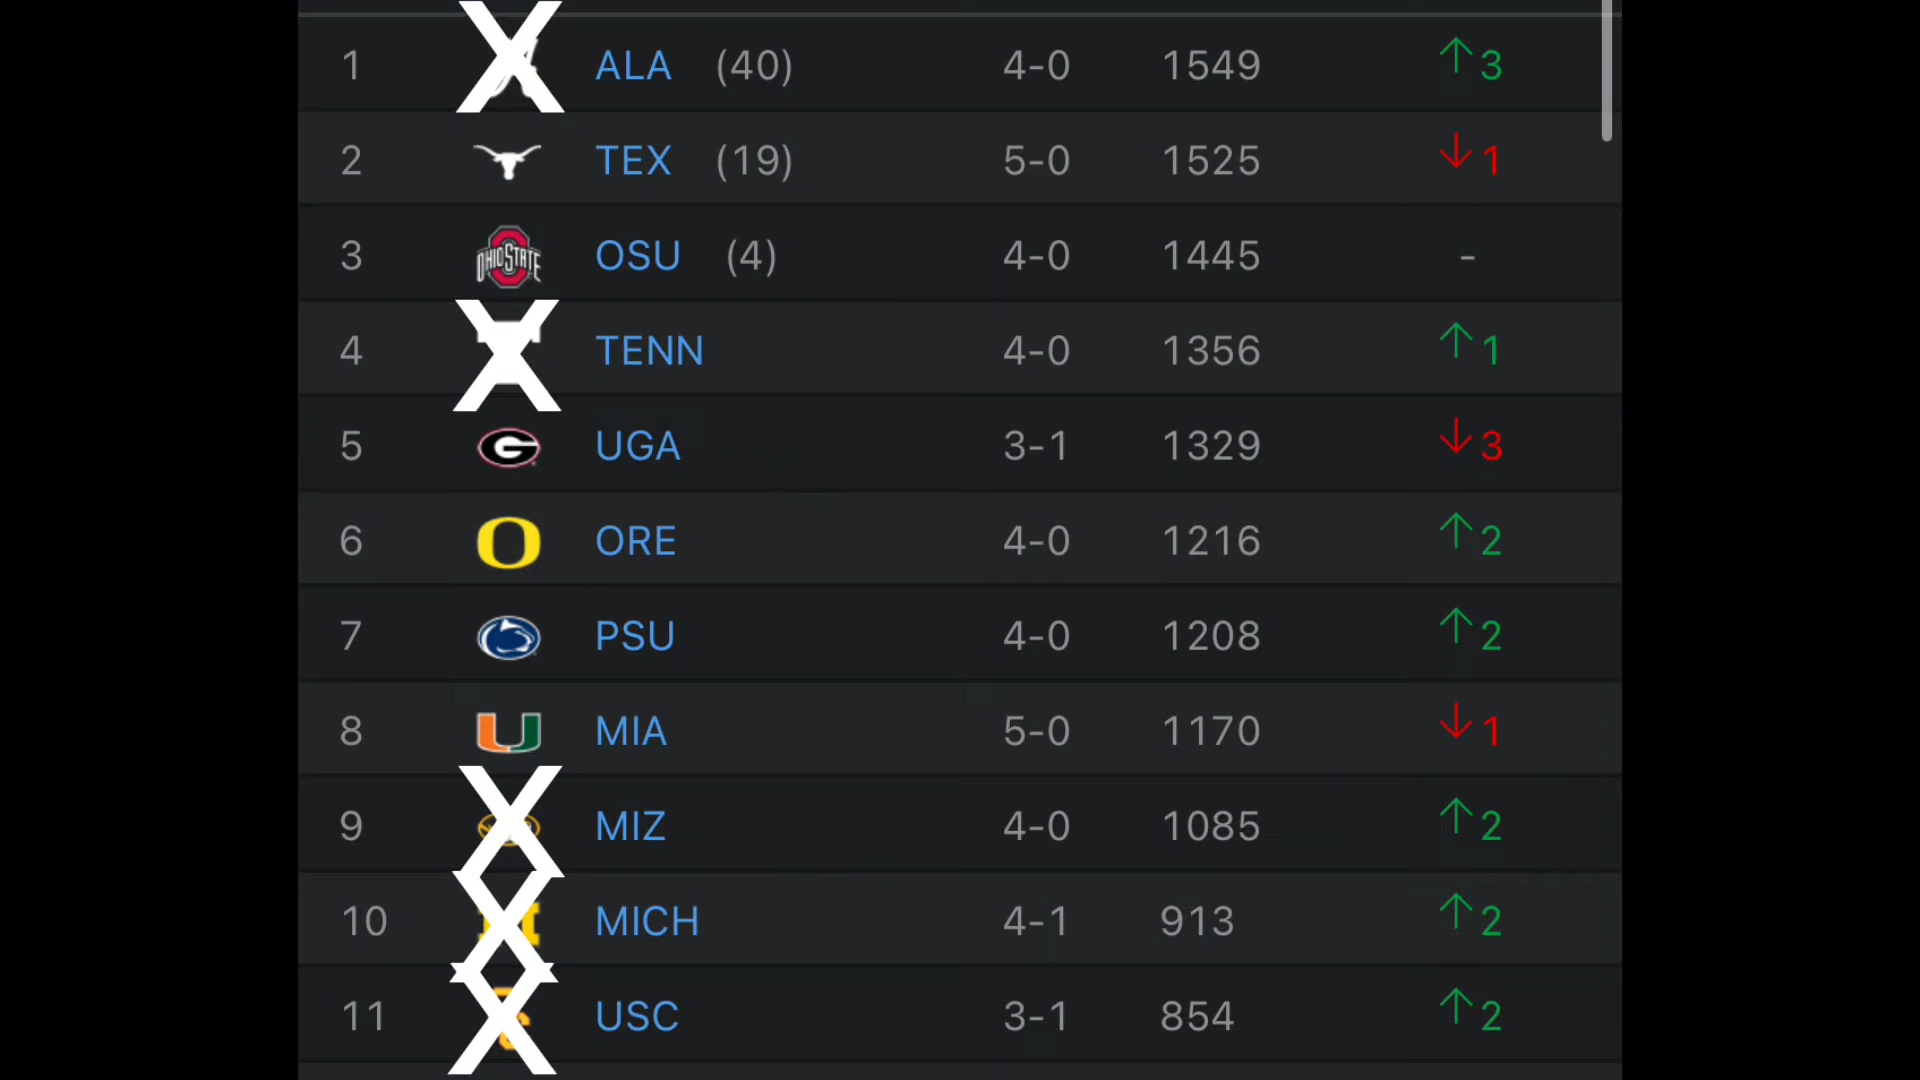 1 X ALA (40) 4-0 1549 ↑3
2 TEX (19) 5-0 1525 ↓1
3 OHIO STATE OSU (4) 4-0 1445 -
4 X TENN 4-0 1356 ↑1
5 G UGA 3-1 1329 ↓3
6 O ORE 4-0 1216 ↑2
7 PSU 4-0 1208 ↑2
8 U MIA 5-0 1170 ↓1
9 X MIZ 4-0 1085 ↑2
10 X MICH 4-1 913 ↑2
11 X USC 3-1 854 ↑2